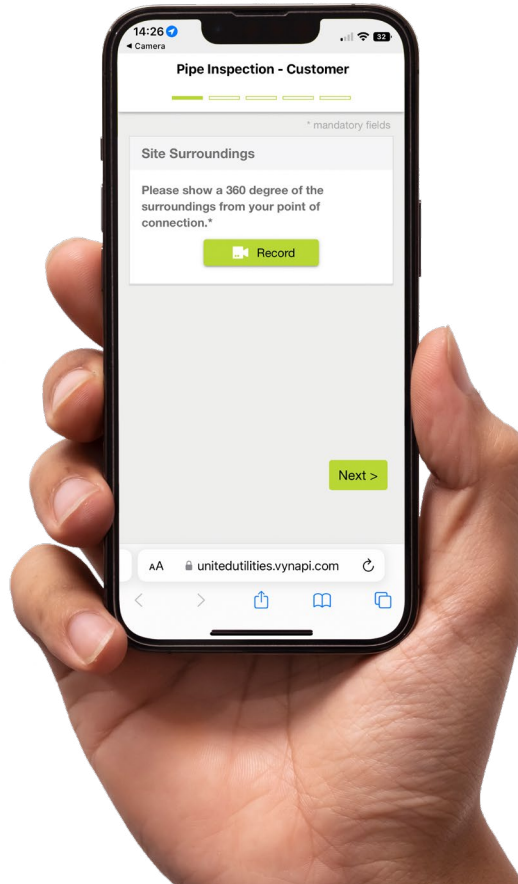 14:26
32
◀ Camera
Pipe Inspection - Customer
* mandatory fields
Site Surroundings
Please show a 360 degree of the
surroundings from your point of
connection.*
Record
Next >
AA unitedutilities.vynapi.com